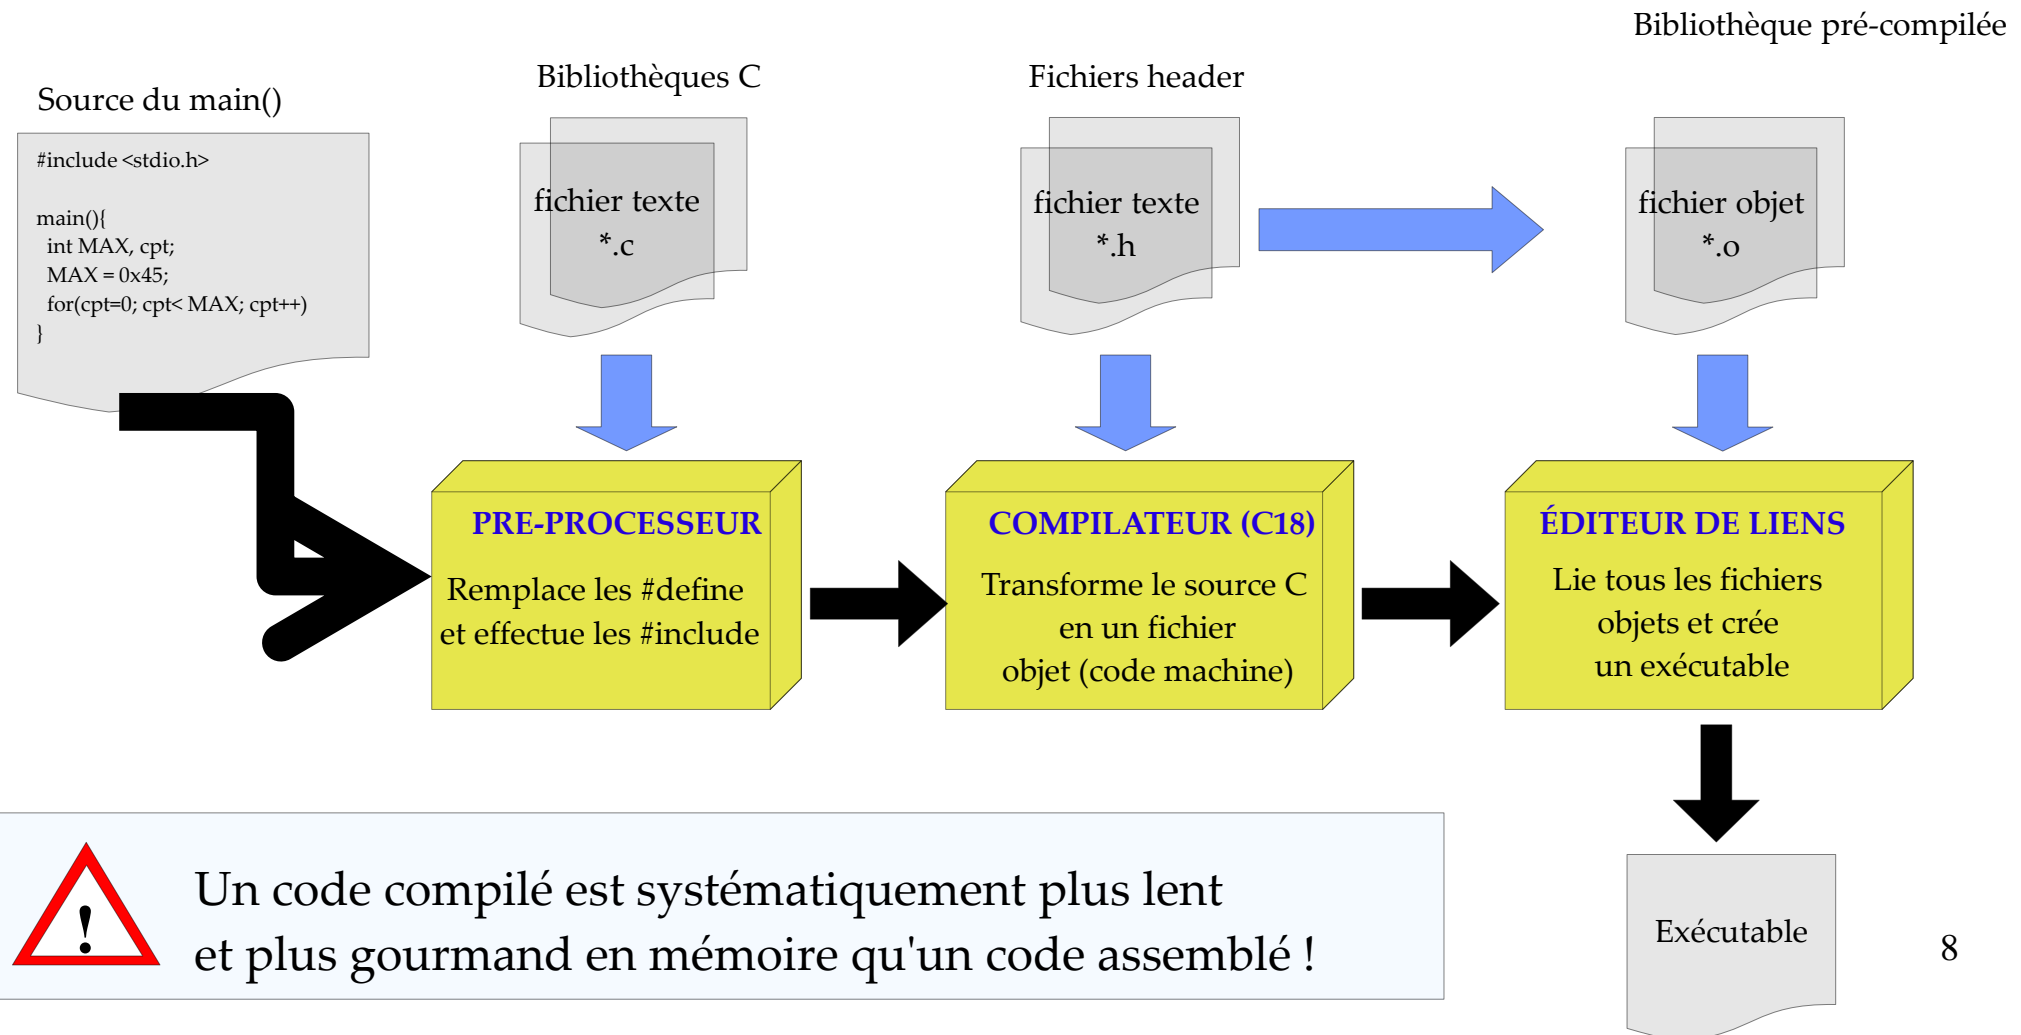 Bibliothèque pré-compilée
Bibliothèques C
Fichiers header
Source du main()
#include <stdio.h>
main(){
int MAX, cpt;
MAX = 0x45;
for(cpt=0; cpt< MAX; cpt++)
}
fichier texte
*.c
fichier texte
*.h
fichier objet
*.o
PRE-PROCESSEUR
Remplace les #define
et effectue les #include
COMPILATEUR (C18)
Transforme le source C
en un fichier
objet (code machine)
ÉDITEUR DE LIENS
Lie tous les fichiers
objets et crée
un exécutable
!
Un code compilé est systématiquement plus lent
et plus gourmand en mémoire qu'un code assemblé !
Exécutable
8